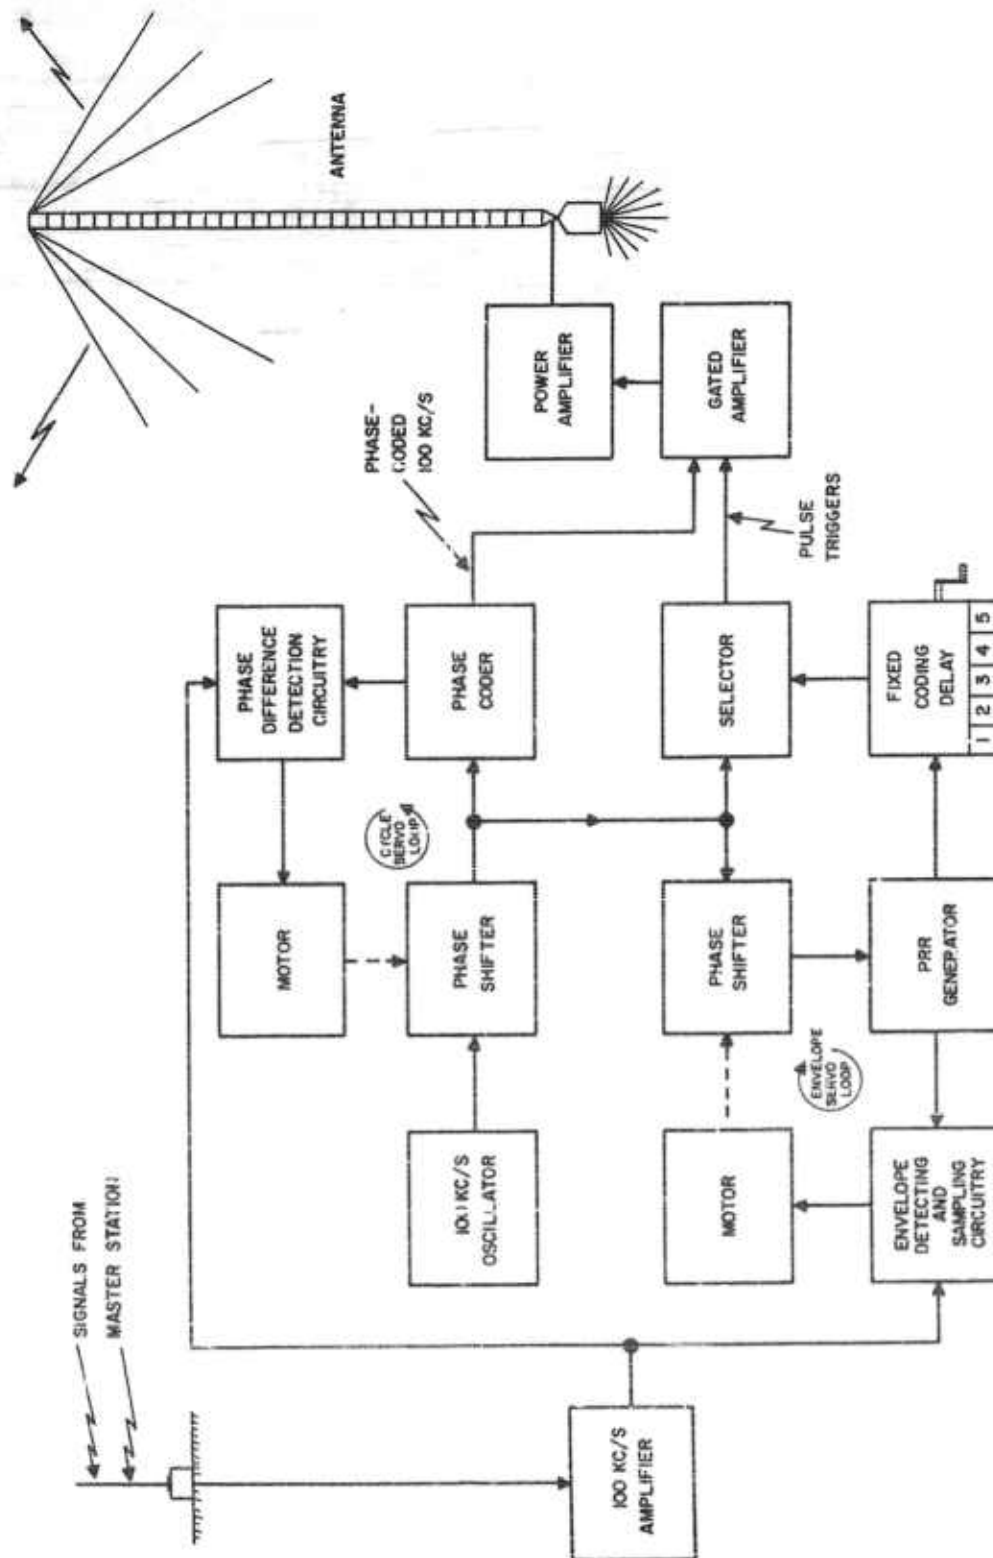 SIGNALS FROM
MASTER STATION
100 KC/S
AMPLIFIER
100 KC/S
OSCILLATOR
MOTOR
PHASE
SHIFTER
CYCLE
SERVO
LOOP
PHASE
DIFFERENCE
DETECTION
CIRCUITRY
PHASE
CODER
PHASE-
CODED
100 KC/S
ANTENNA
POWER
AMPLIFIER
GATED
AMPLIFIER
PULSE
TRIGGERS
SELECTOR
PHASE
SHIFTER
MOTOR
ENVELOPE
SERVO
LOOP
ENVELOPE
DETECTING
AND
SAMPLING
CIRCUITRY
PRR
GENERATOR
FIXED
CODING
DELAY
1 2 3 4 5